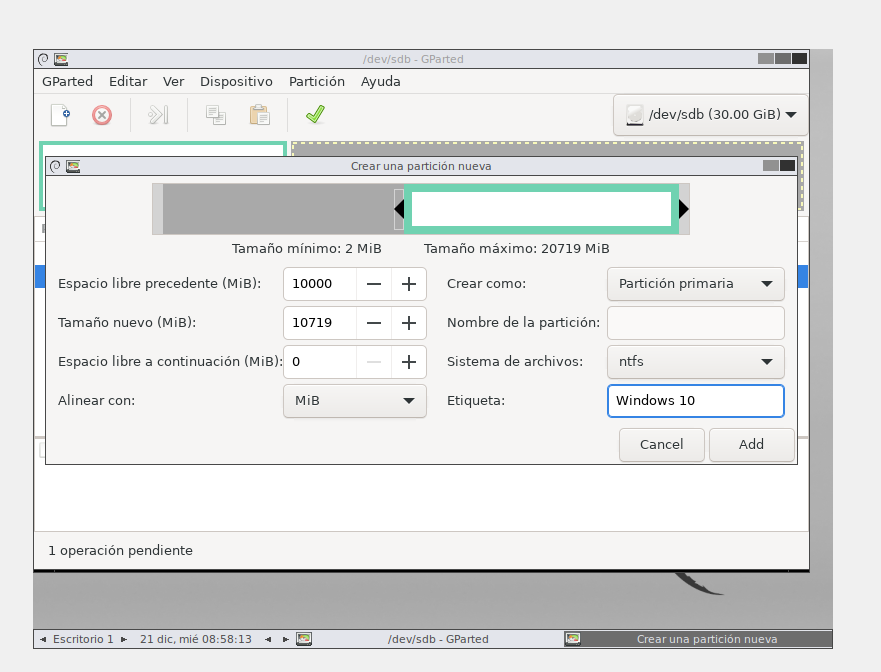 /dev/sdb - GParted
GParted Editar Ver Dispositivo Partición Ayuda
/dev/sdb (30.00 GiB)
Crear una partición nueva
Tamaño mínimo: 2 MiB Tamaño máximo: 20719 MiB
Espacio libre precedente (MiB): 10000 Crear como: Partición primaria
Tamaño nuevo (MiB): 10719 Nombre de la partición:
Espacio libre a continuación (MiB): 0 Sistema de archivos: ntfs
Alinear con: MiB Etiqueta: Windows 10
Cancel Add
1 operación pendiente
Escritorio 1 21 dic, mié 08:58:13 /dev/sdb - GParted Crear una partición nueva